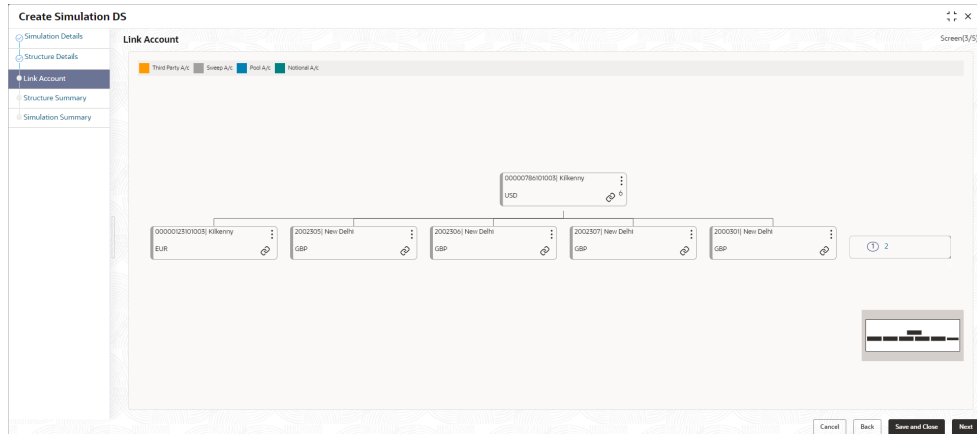 Create Simulation DS
Simulation Details
Structure Details
Link Account
Structure Summary
Simulation Summary
Link Account
Screen(3/5)
Third Party A/c Sweep A/c Pool A/c Notional A/c
00000786101003| Kilkenny
USD 6
00000123101003| Kilkenny
EUR
2002305| New Delhi
GBP
2002306| New Delhi
GBP
2002307| New Delhi
GBP
2000301| New Delhi
GBP
1 2
Cancel Back Save and Close Next